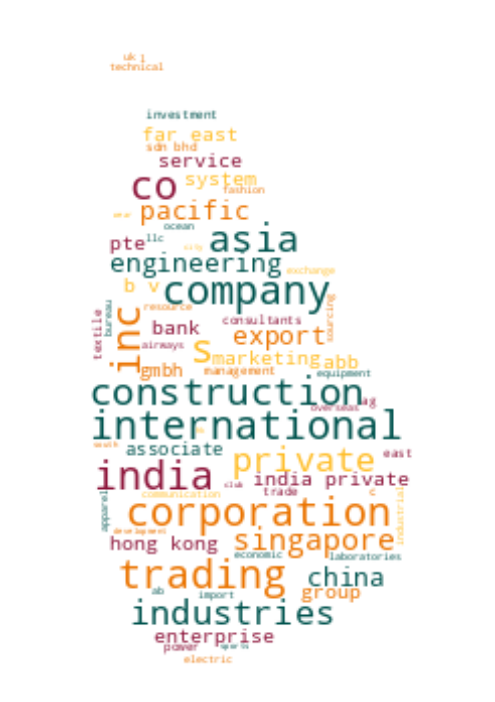 uk l
technical
investment
far east
sdn bhd
service
co system
fashion
pacific
ocean
pte llc asia
city
engineering
exchange
b v company
resource
bureau
textile
inc
bank consultants
sourcing
export
airways
s marketing abb
gmbh management
equipment
construction
ag
overseas
international
south
associate
east
private
india
club
india private
communication
trade
c
apparel
industrial
corporation
development
hong kong singapore
economic
laboratories
trading china
ab
import
group
industries
enterprise
power sports
electric